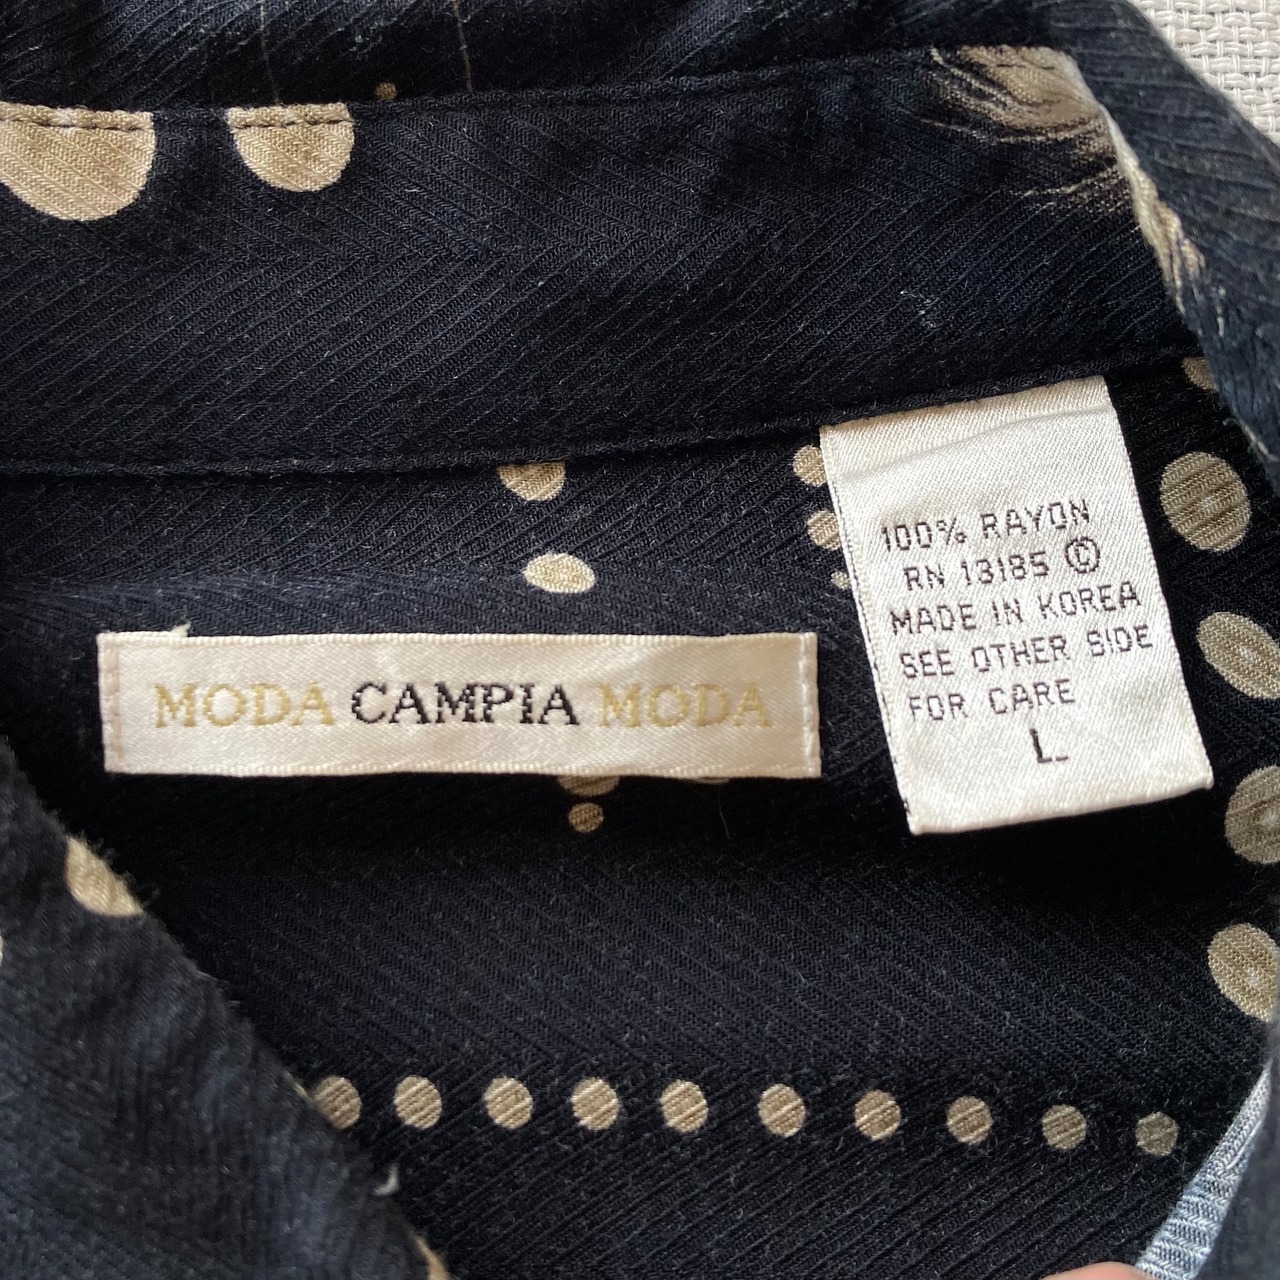 MODA CAMPIA MODA
100% RAYON
RN 13185 ©
MADE IN KOREA
SEE OTHER SIDE
FOR CARE
L